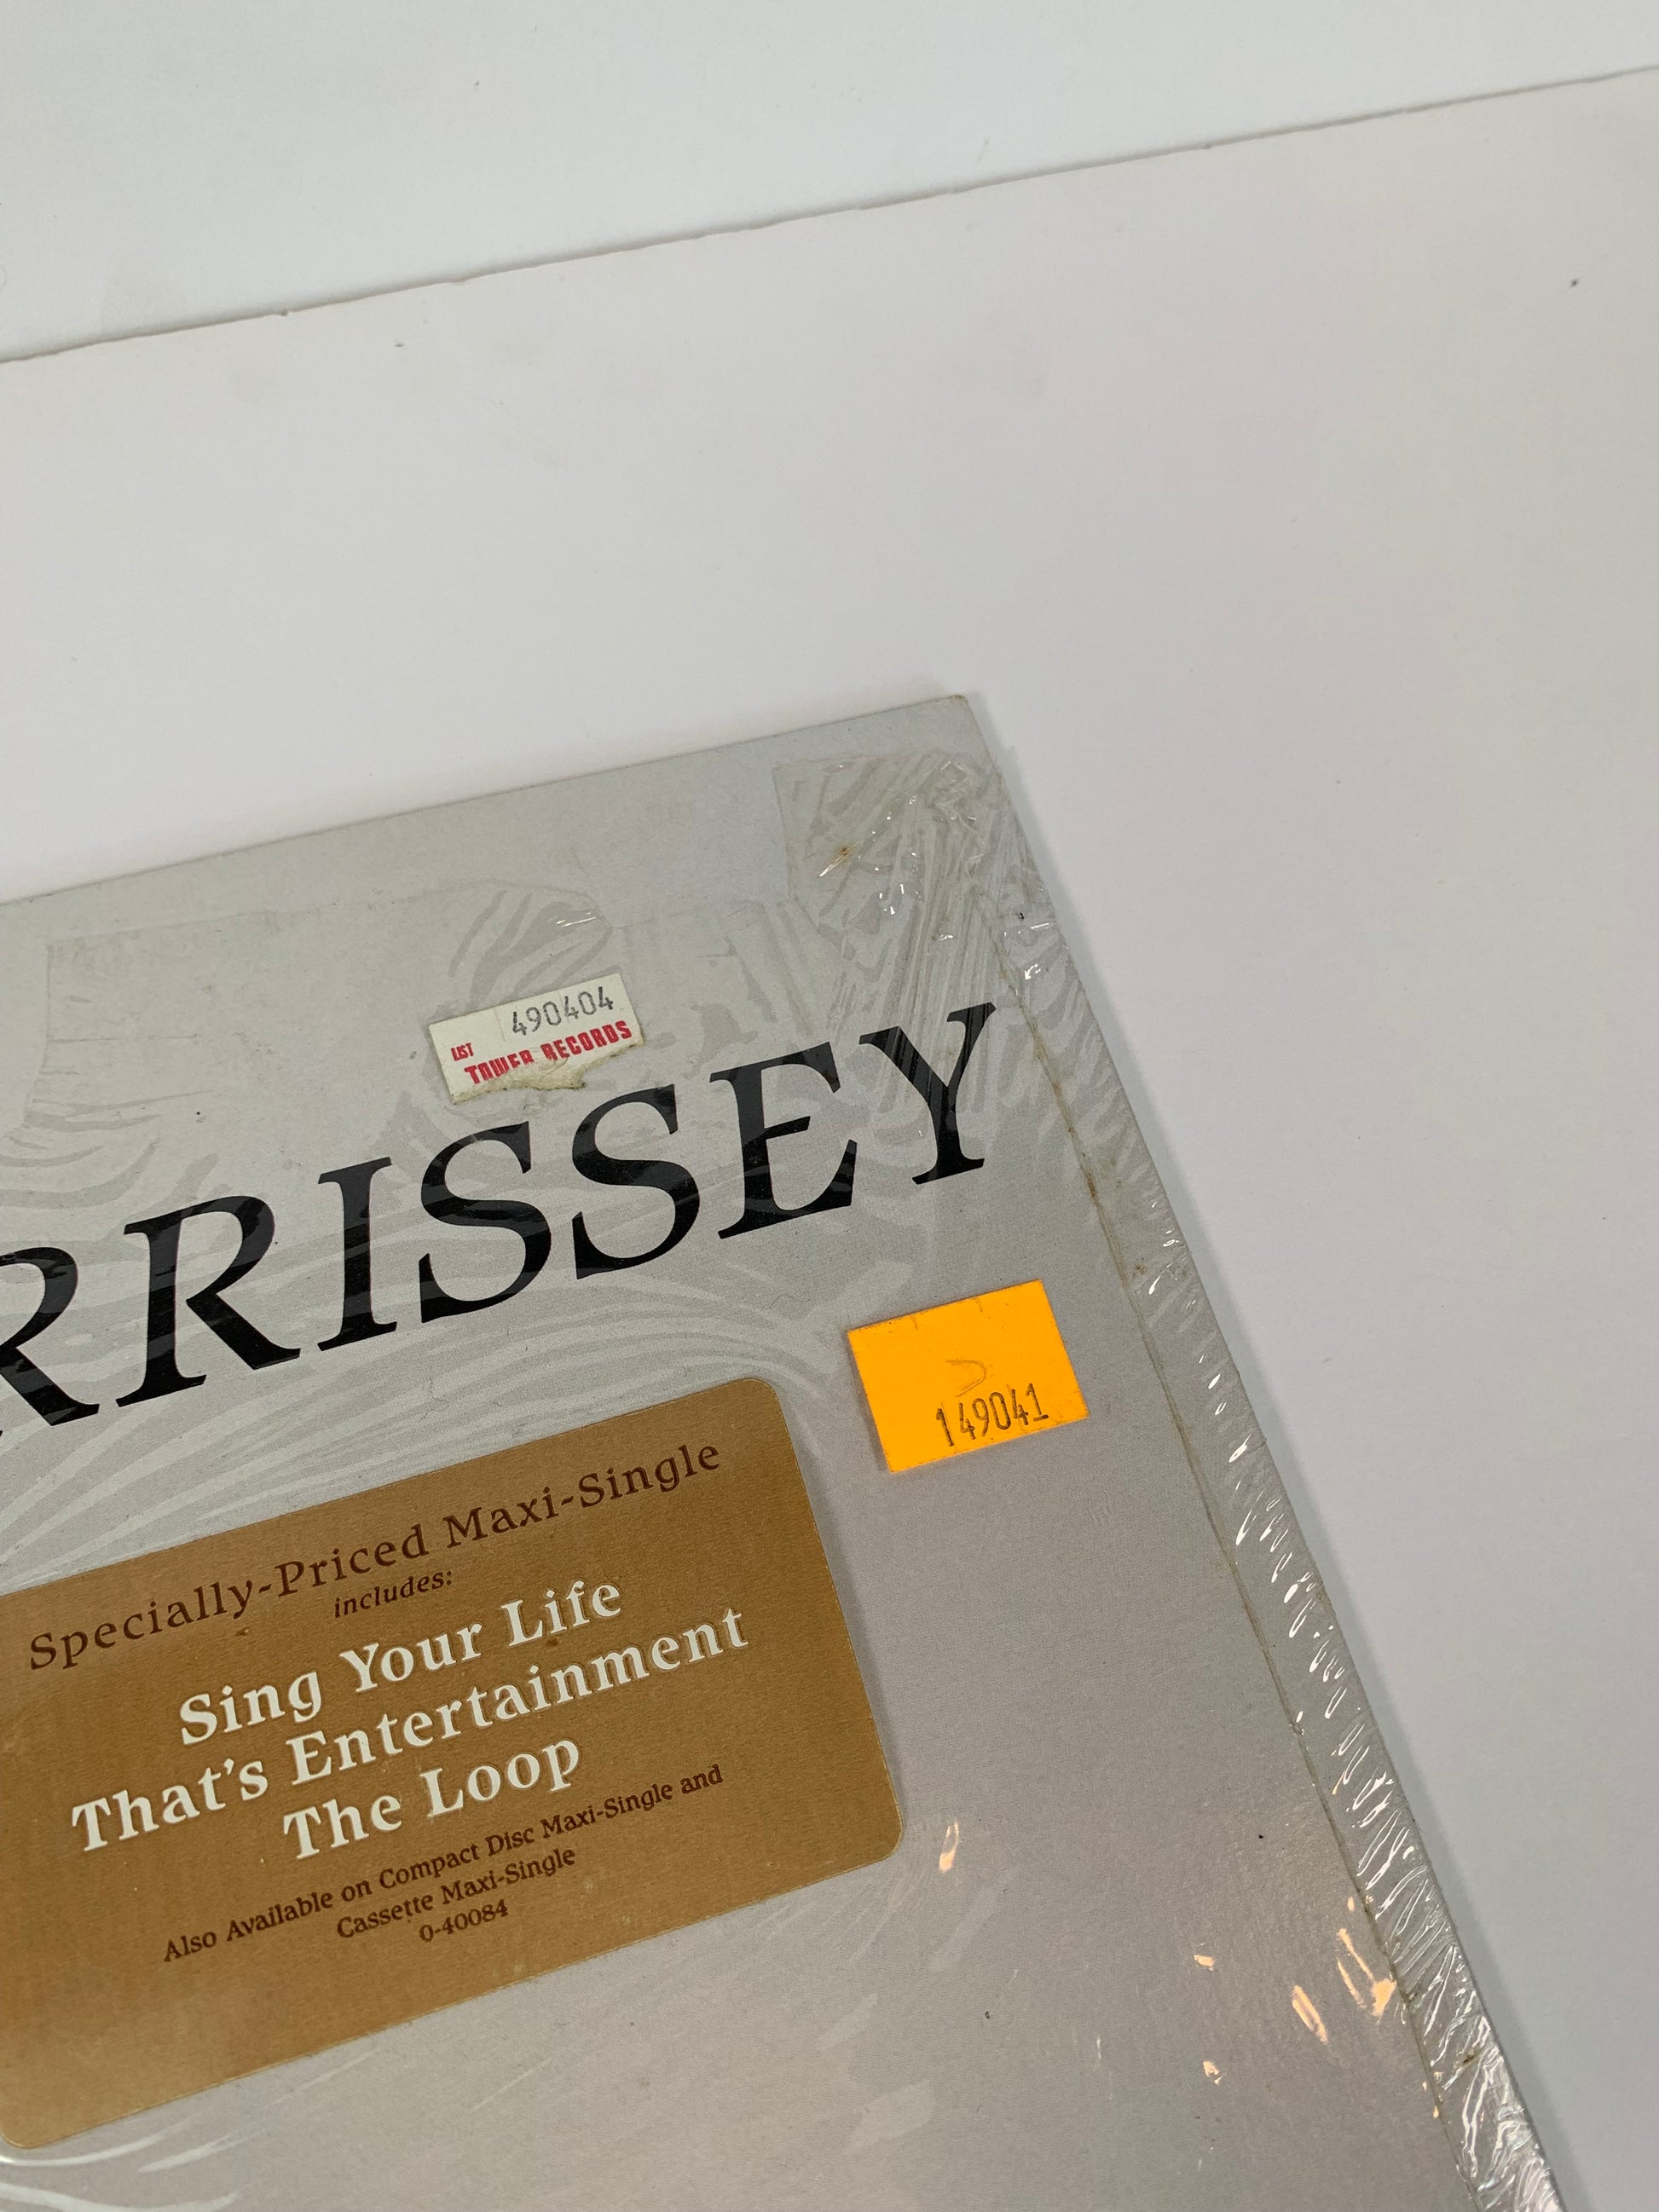 490404
LIST
TOWER RECORDS
RRISSEY
149041
Specially-Priced Maxi-Single
includes:
Sing Your Life
That's Entertainment
The Loop
Also Available on Compact Disc Maxi-Single and
Cassette Maxi-Single
0-40084